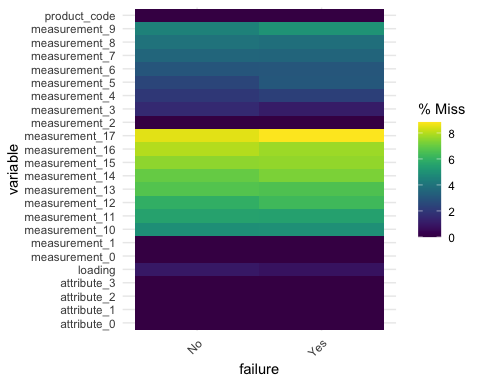 product_code
measurement_9
measurement_8
measurement_7
measurement_6
measurement_5
measurement_4
measurement_3
measurement_2
measurement_17
measurement_16
measurement_15
measurement_14
measurement_13
measurement_12
measurement_11
measurement_10
measurement_1
measurement_0
loading
attribute_3
attribute_2
attribute_1
attribute_0
variable
No
Yes
failure
% Miss
8
6
4
2
0